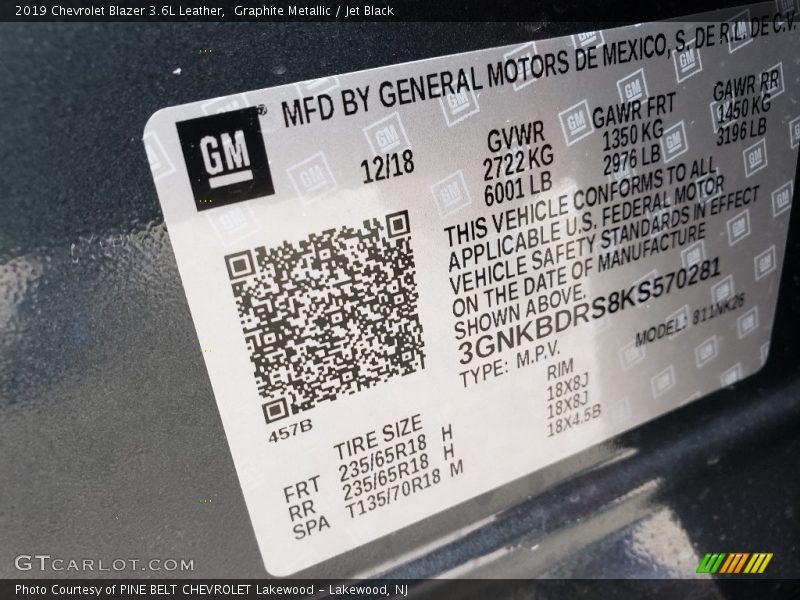 2019 Chevrolet Blazer 3.6L Leather,  Graphite Metallic / Jet Black
MFD BY GENERAL MOTORS DE MEXICO, S. DE R.L. DE C.V.
GM ®
12/18
GVWR
2722 KG
6001 LB
GAWR FRT
1350 KG
2976 LB
GAWR RR
1450 KG
3196 LB
THIS VEHICLE CONFORMS TO ALL
APPLICABLE U.S. FEDERAL MOTOR
VEHICLE SAFETY STANDARDS IN EFFECT
ON THE DATE OF MANUFACTURE
SHOWN ABOVE.
3GNKBDRS8KS570281
TYPE: M.P.V.
MODEL: 811NK26
457B
TIRE SIZE RIM
FRT 235/65R18 H 18X8J
RR 235/65R18 H 18X8J
SPA T135/70R18 M 18X4.5B
GTCARLOT.COM
Photo Courtesy of PINE BELT CHEVROLET Lakewood - Lakewood, NJ